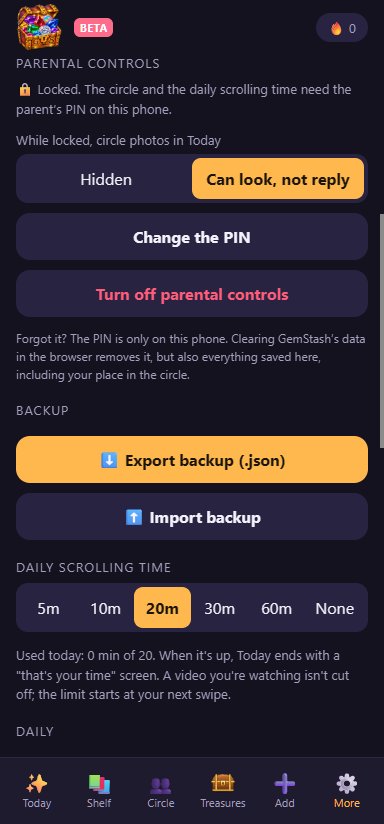 BETA
0
PARENTAL CONTROLS
Locked. The circle and the daily scrolling time need the
parent's PIN on this phone.
While locked, circle photos in Today
Hidden
Can look, not reply
Change the PIN
Turn off parental controls
Forgot it? The PIN is only on this phone. Clearing GemStash's data
in the browser removes it, but also everything saved here,
including your place in the circle.
BACKUP
Export backup (.json)
Import backup
DAILY SCROLLING TIME
5m 10m 20m 30m 60m None
Used today: 0 min of 20. When it's up, Today ends with a
"that's your time" screen. A video you're watching isn't cut
off; the limit starts at your next swipe.
DAILY
Today Shelf Circle Treasures Add More